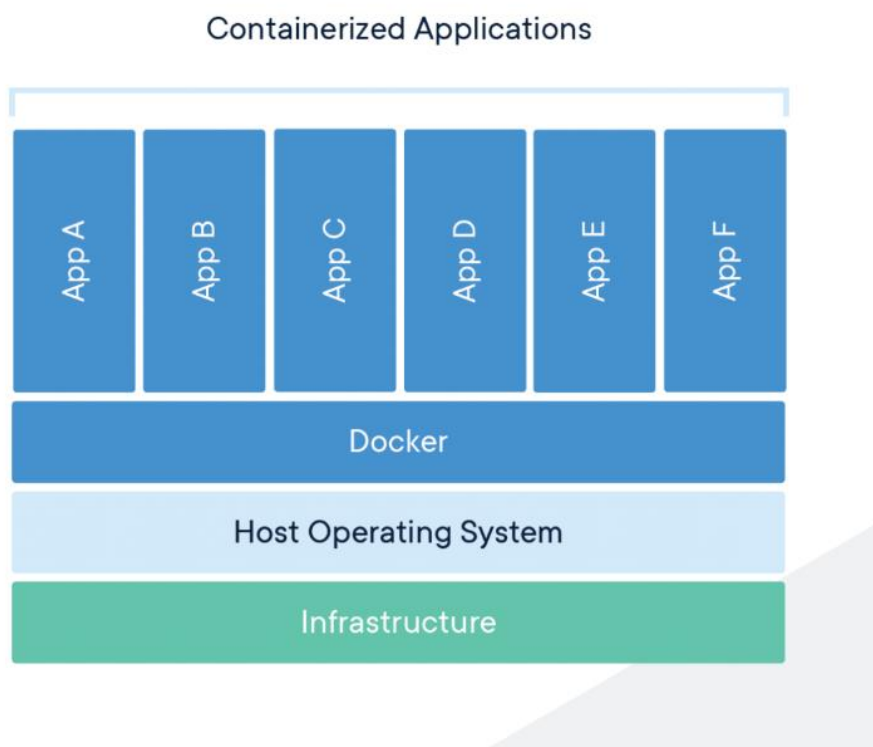 Containerized Applications
App A
App B
App C
App D
App E
App F
Docker
Host Operating System
Infrastructure